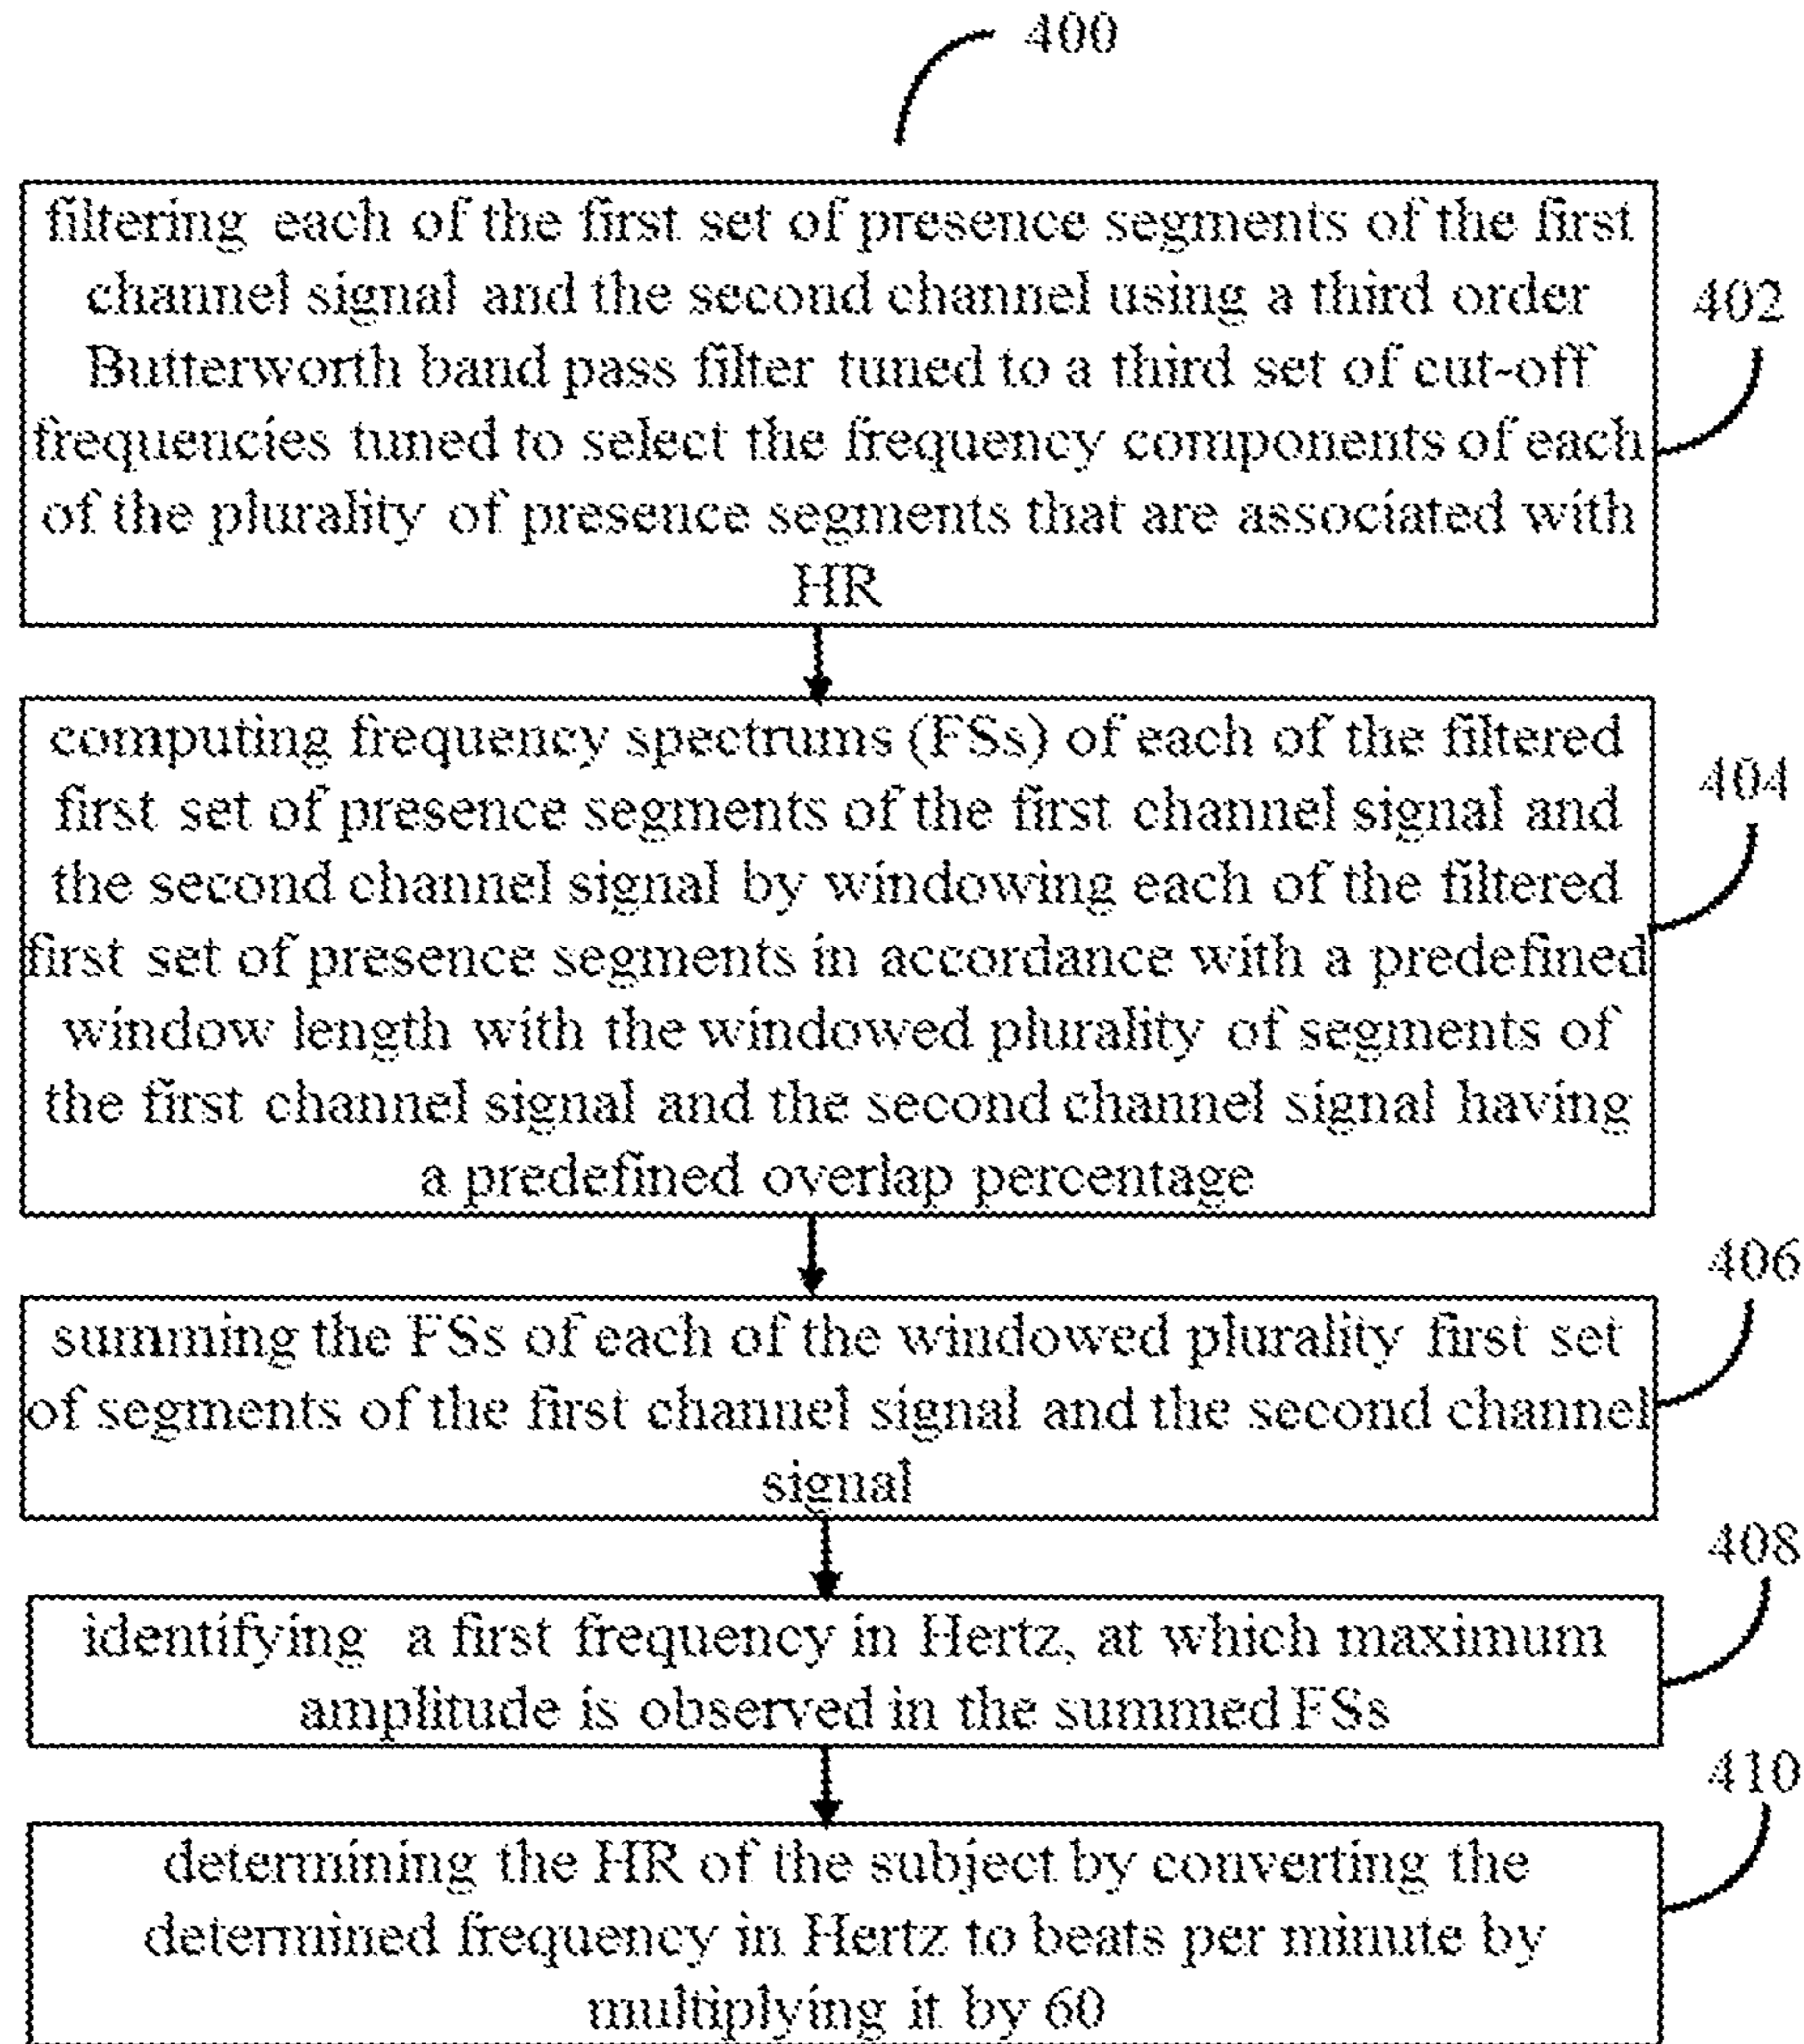 400
filtering each of the first set of presence segments of the first
channel signal and the second channel using a third order
Butterworth band pass filter tuned to a third set of cut-off
frequencies tuned to select the frequency components of each
of the plurality of presence segments that are associated with
HR
402
computing frequency spectrums (FSs) of each of the filtered
first set of presence segments of the first channel signal and
the second channel signal by windowing each of the filtered
first set of presence segments in accordance with a predefined
window length with the windowed plurality of segments of
the first channel signal and the second channel signal having
a predefined overlap percentage
404
summing the FSs of each of the windowed plurality first set
of segments of the first channel signal and the second channel
signal
406
identifying a first frequency in Hertz, at which maximum
amplitude is observed in the summed FSs
408
determining the HR of the subject by converting the
determined frequency in Hertz to beats per minute by
multiplying it by 60
410